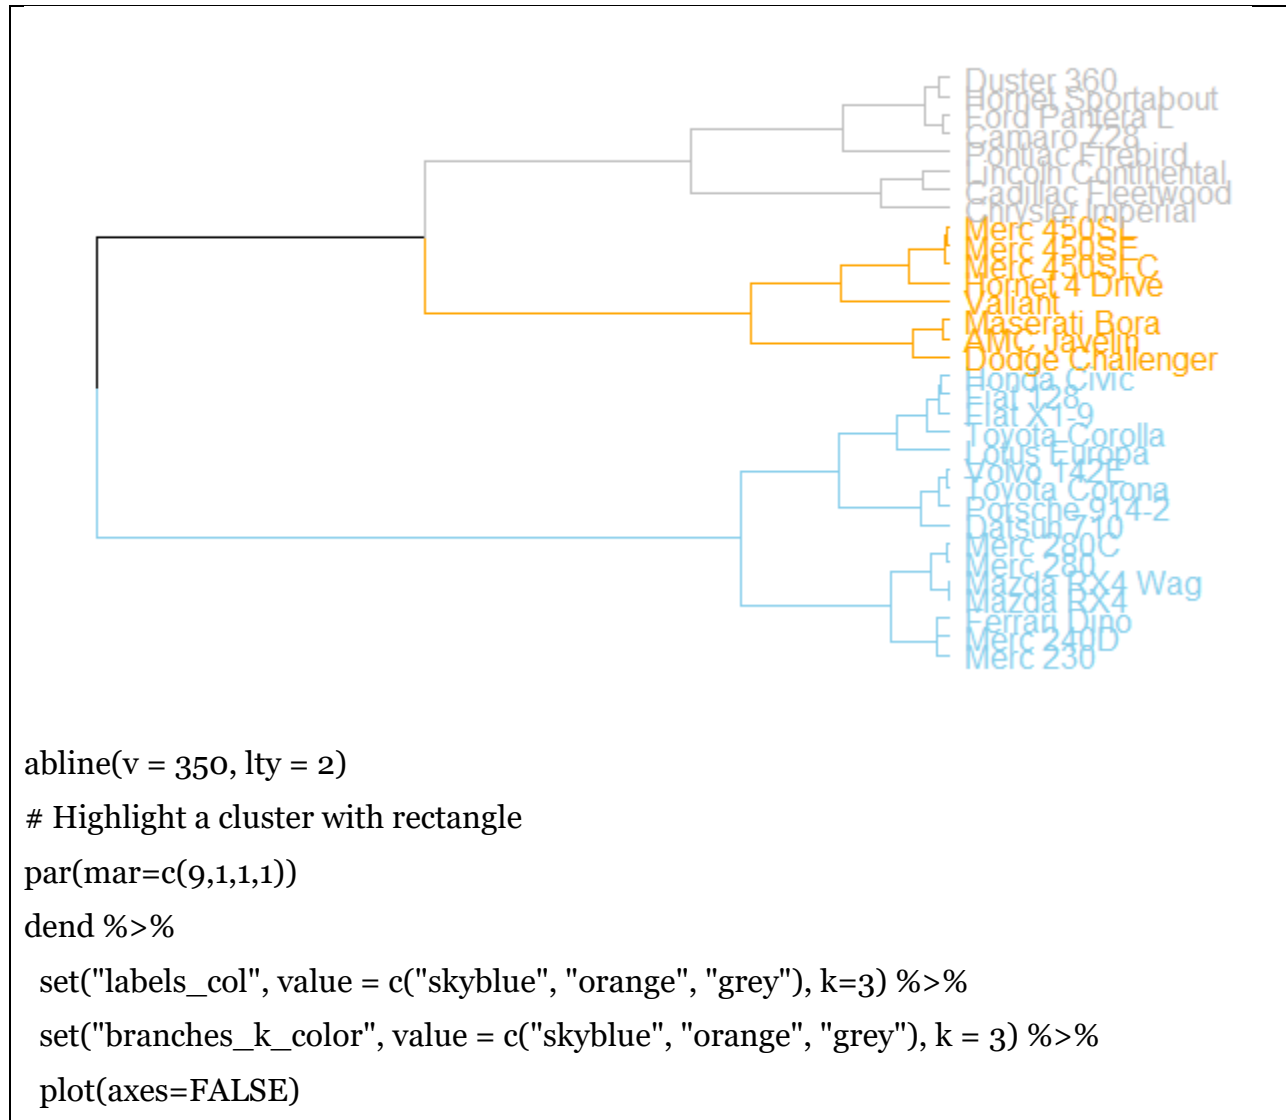 Duster 360
Hornet Sportabout
Ford Pantera L
Camaro Z28
Pontiac Firebird
Lincoln Continental
Cadillac Fleetwood
Chrysler Imperial
Merc 450SL
Merc 450SE
Merc 450SLC
Hornet 4 Drive
Valiant
Maserati Bora
AMC Javelin
Dodge Challenger
Honda Civic
Fiat 128
Fiat X1-9
Toyota Corolla
Lotus Europa
Volvo 142E
Toyota Corona
Porsche 914-2
Datsun 710
Merc 280C
Merc 280
Mazda RX4 Wag
Mazda RX4
Ferrari Dino
Merc 240D
Merc 230
abline(v = 350, lty = 2)
# Highlight a cluster with rectangle
par(mar=c(9,1,1,1))
dend %>%
set("labels_col", value = c("skyblue", "orange", "grey"), k=3) %>%
set("branches_k_color", value = c("skyblue", "orange", "grey"), k = 3) %>%
plot(axes=FALSE)